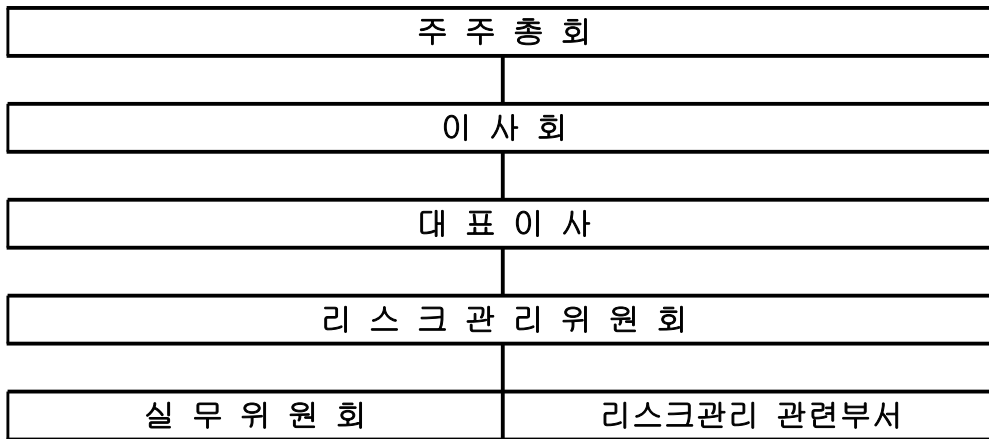 주 주 총 회
이 사 회
대 표 이 사
리 스 크 관 리 위 원 회
실 무 위 원 회
리스크관리 관련부서